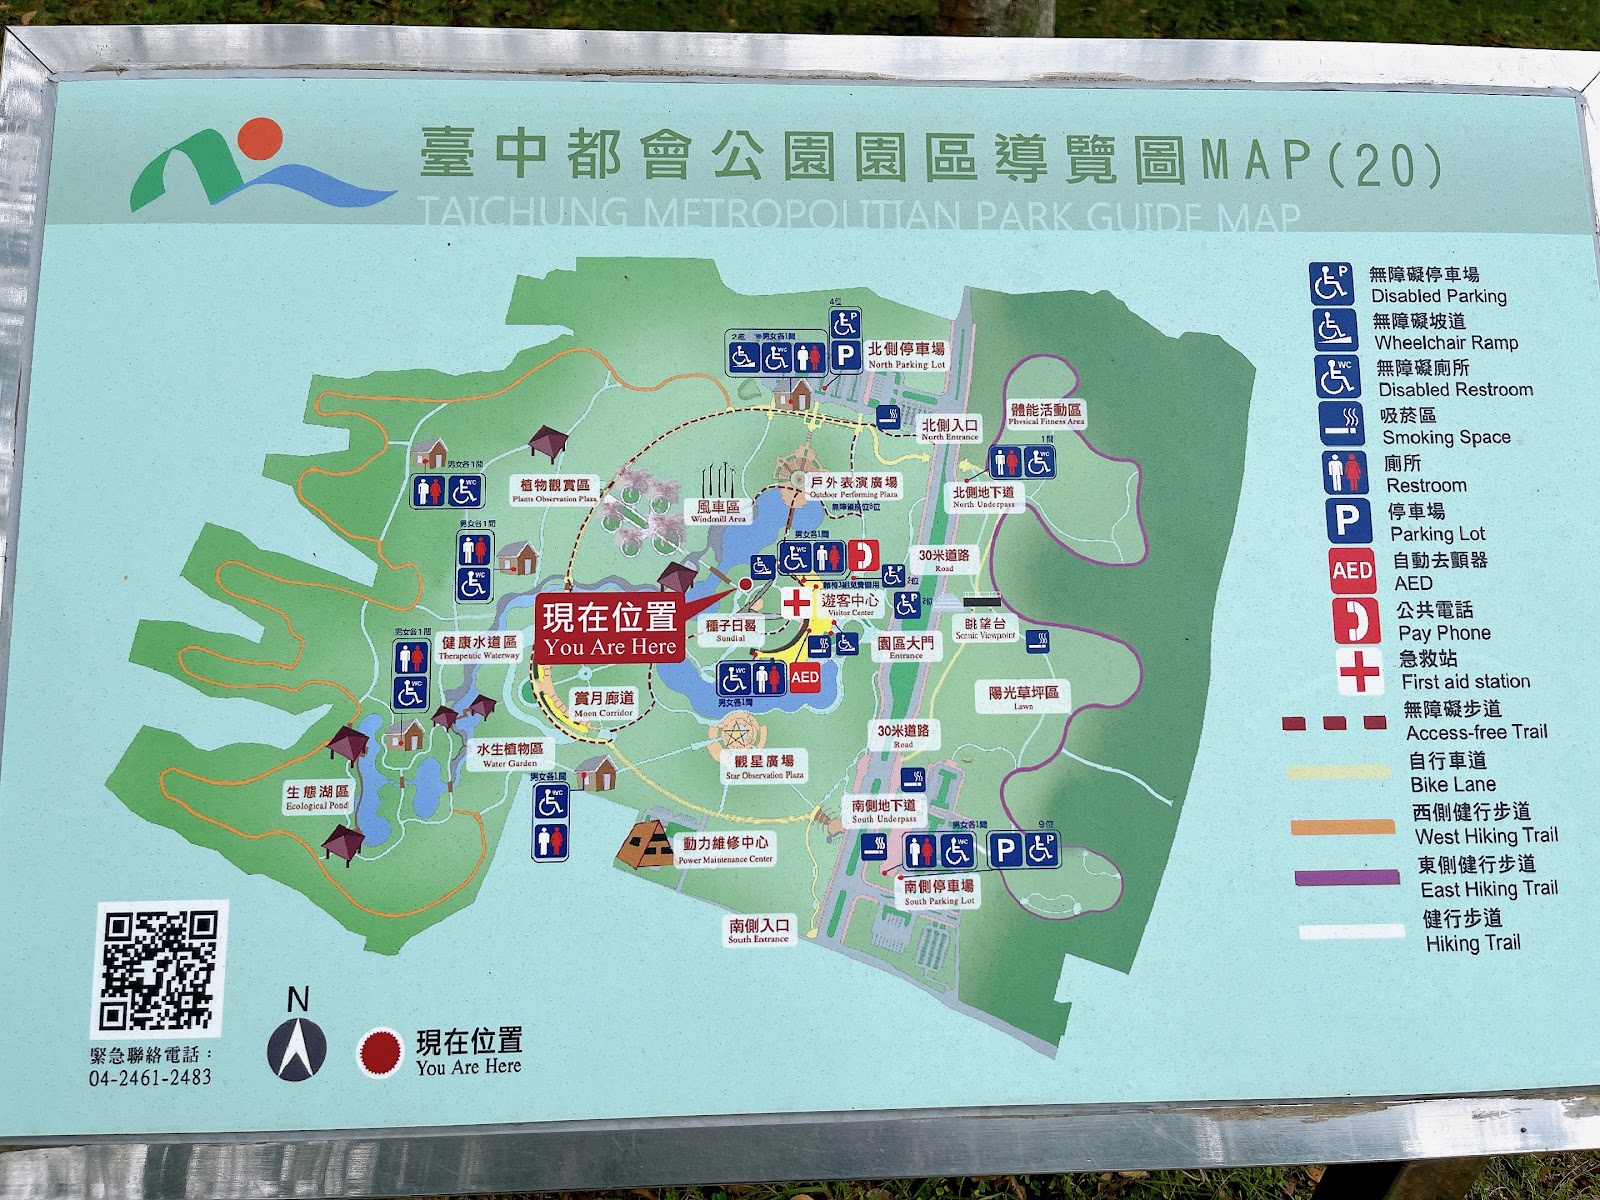 臺中都會公園園區導覽圖MAP(20)
TAICHUNG METROPOLITIAN PARK GUIDE MAP
無障礙停車場
Disabled Parking
無障礙坡道
Wheelchair Ramp
無障礙廁所
Disabled Restroom
吸菸區
Smoking Space
廁所
Restroom
P
停車場
Parking Lot
AED
自動去顫器
AED
公共電話
Pay Phone
急救站
First aid station
無障礙步道
Access-free Trail
自行車道
Bike Lane
西側健行步道
West Hiking Trail
東側健行步道
East Hiking Trail
健行步道
Hiking Trail
4位
男女各1間
P
北側停車場
North Parking Lot
北側入口
North Entrance
體能活動區
Physical Fitness Area
1間
北側地下道
North Underpass
男女各1間
植物觀賞區
Plants Observation Plaza
風車區
Windmill Area
戶外表演廣場
Outdoor Performing Plaza
男女各1間
男女各1間
30米道路
Road
2位
現在位置
You Are Here
種子日晷
Sundial
遊客中心
Visitor Center
眺望台
Scenic Viewpoint
園區大門
Entrance
男女各1間
健康水道區
Therapeutic Waterway
AED
男女各1間
賞月廊道
Moon Corridor
陽光草坪區
Lawn
30米道路
Road
水生植物區
Water Garden
觀星廣場
Star Observation Plaza
男女各1間
生態湖區
Ecological Pond
南側地下道
South Underpass
男女各1間
9位
P
動力維修中心
Power Maintenance Center
南側停車場
South Parking Lot
南側入口
South Entrance
緊急聯絡電話：
04-2461-2483
N
現在位置
You Are Here